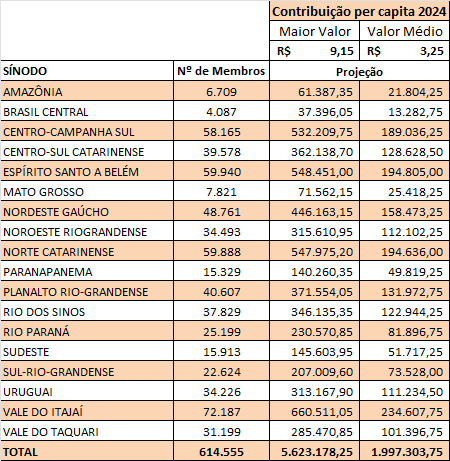 Contribuição per capita 2024
Maior Valor Valor Médio
R$ 9,15 R$ 3,25
SÍNODO Nº de Membros Projeção
AMAZÔNIA 6.709 61.387,35 21.804,25
BRASIL CENTRAL 4.087 37.396,05 13.282,75
CENTRO-CAMPANHA SUL 58.165 532.209,75 189.036,25
CENTRO-SUL CATARINENSE 39.578 362.138,70 128.628,50
ESPÍRITO SANTO A BELÉM 59.940 548.451,00 194.805,00
MATO GROSSO 7.821 71.562,15 25.418,25
NORDESTE GAÚCHO 48.761 446.163,15 158.473,25
NOROESTE RIOGRANDENSE 34.493 315.610,95 112.102,25
NORTE CATARINENSE 59.888 547.975,20 194.636,00
PARANAPANEMA 15.329 140.260,35 49.819,25
PLANALTO RIO-GRANDENSE 40.607 371.554,05 131.972,75
RIO DOS SINOS 37.829 346.135,35 122.944,25
RIO PARANÁ 25.199 230.570,85 81.896,75
SUDESTE 15.913 145.603,95 51.717,25
SUL-RIO-GRANDENSE 22.624 207.009,60 73.528,00
URUGUAI 34.226 313.167,90 111.234,50
VALE DO ITAJAÍ 72.187 660.511,05 234.607,75
VALE DO TAQUARI 31.199 285.470,85 101.396,75
TOTAL 614.555 5.623.178,25 1.997.303,75